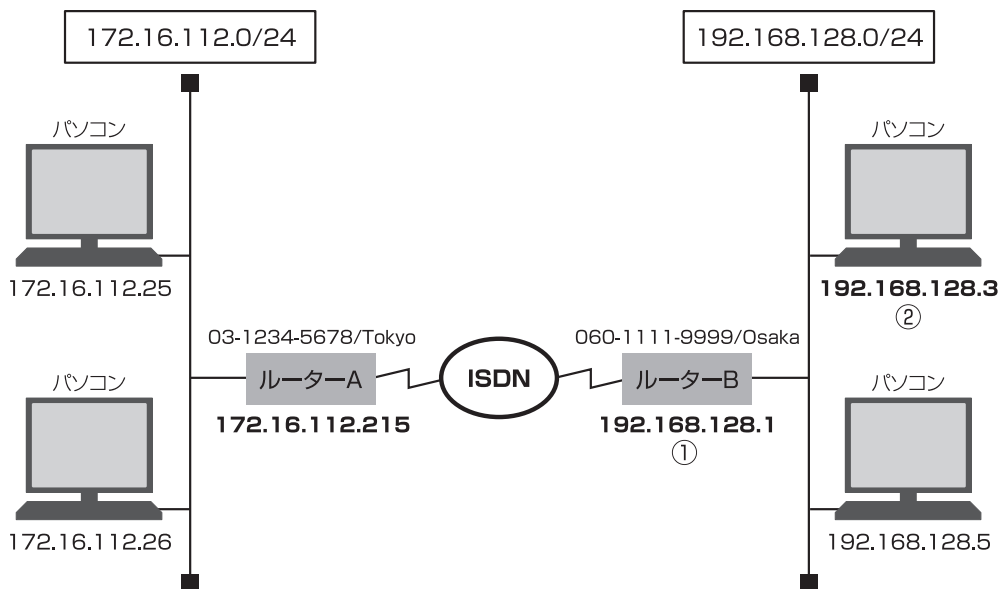 172.16.112.0/24
192.168.128.0/24
パソコン
パソコン
172.16.112.25
192.168.128.3
②
03-1234-5678/Tokyo
060-1111-9999/Osaka
パソコン
ルーターA
ISDN
ルーターB
パソコン
172.16.112.215
192.168.128.1
①
172.16.112.26
192.168.128.5